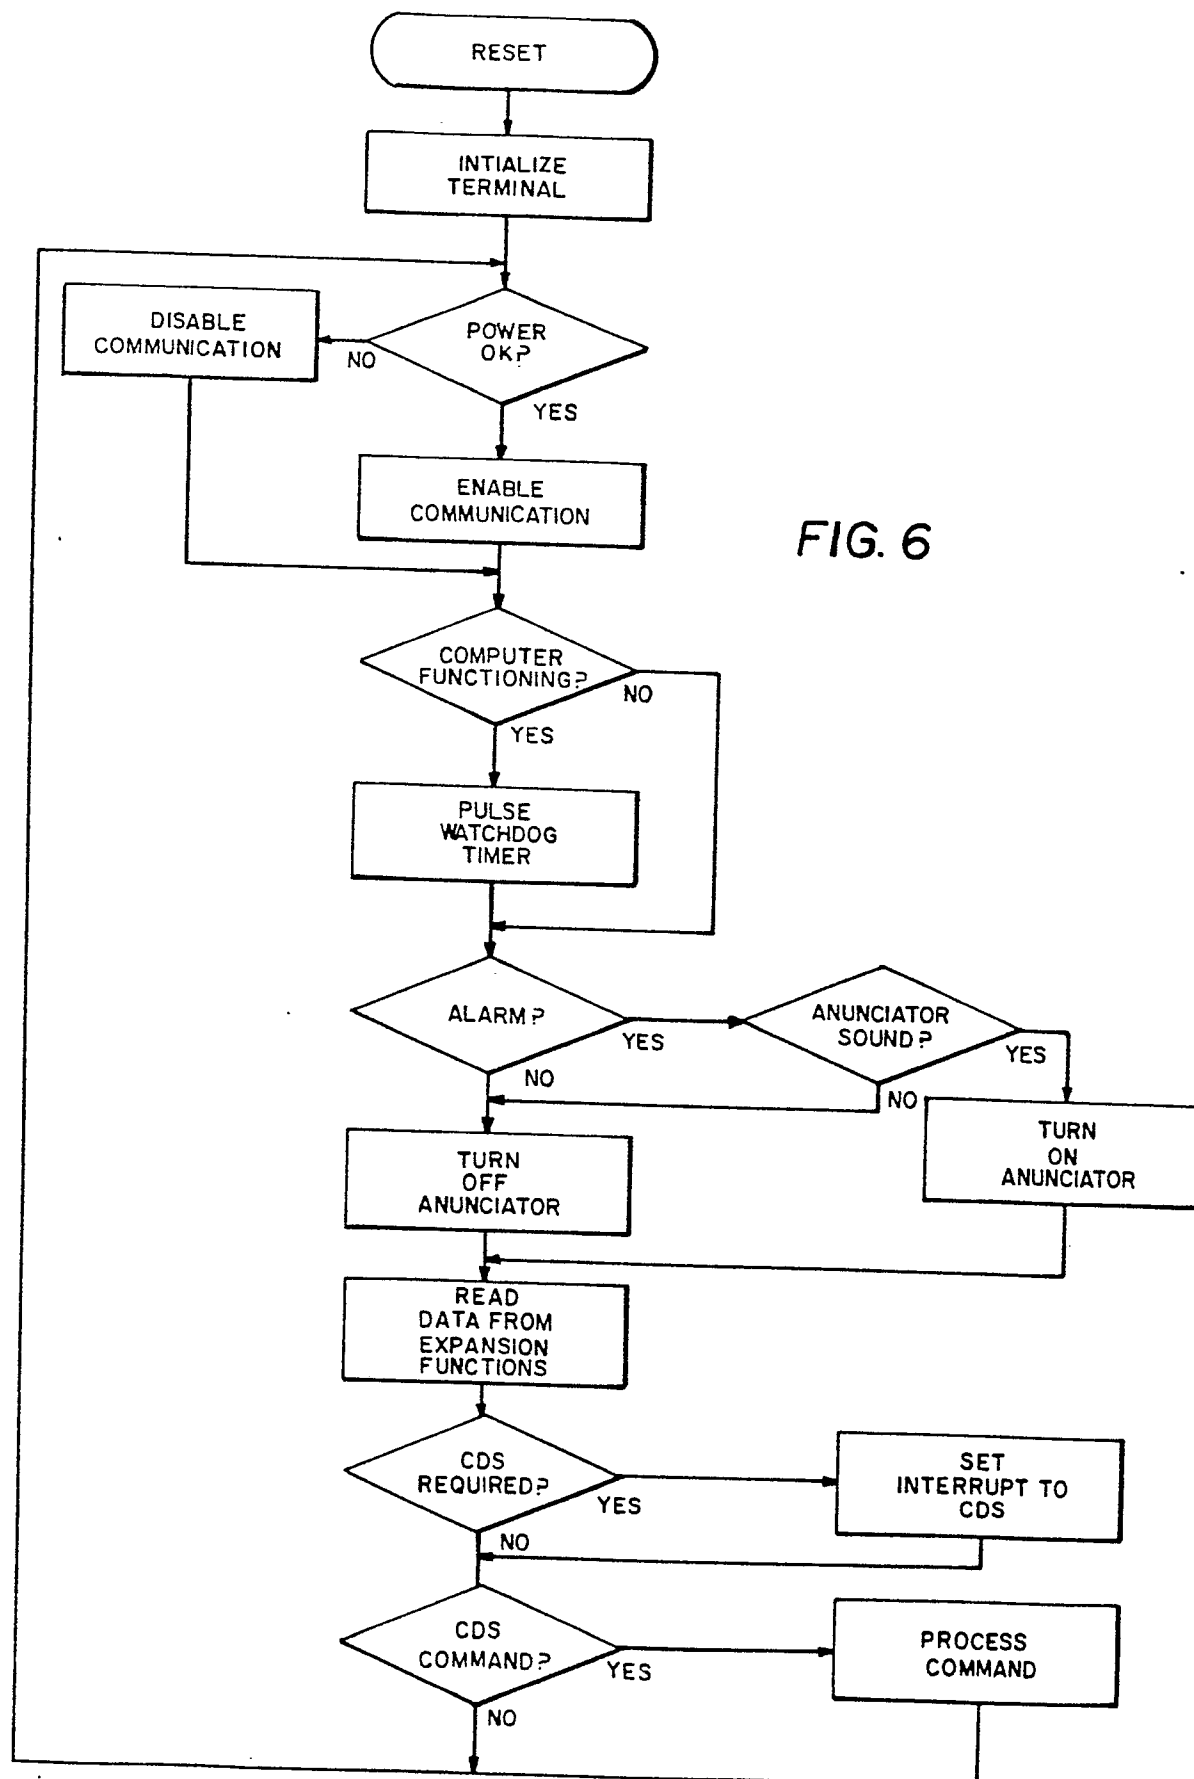 RESET
INTIALIZE
TERMINAL
DISABLE
COMMUNICATION
POWER
OK?
NO
YES
ENABLE
COMMUNICATION
FIG. 6
COMPUTER
FUNCTIONING?
NO
YES
PULSE
WATCHDOG
TIMER
ALARM?
YES
NO
ANUNCIATOR
SOUND?
YES
NO
TURN
OFF
ANUNCIATOR
TURN
ON
ANUNCIATOR
READ
DATA FROM
EXPANSION
FUNCTIONS
CDS
REQUIRED?
YES
NO
SET
INTERRUPT TO
CDS
CDS
COMMAND?
YES
NO
PROCESS
COMMAND